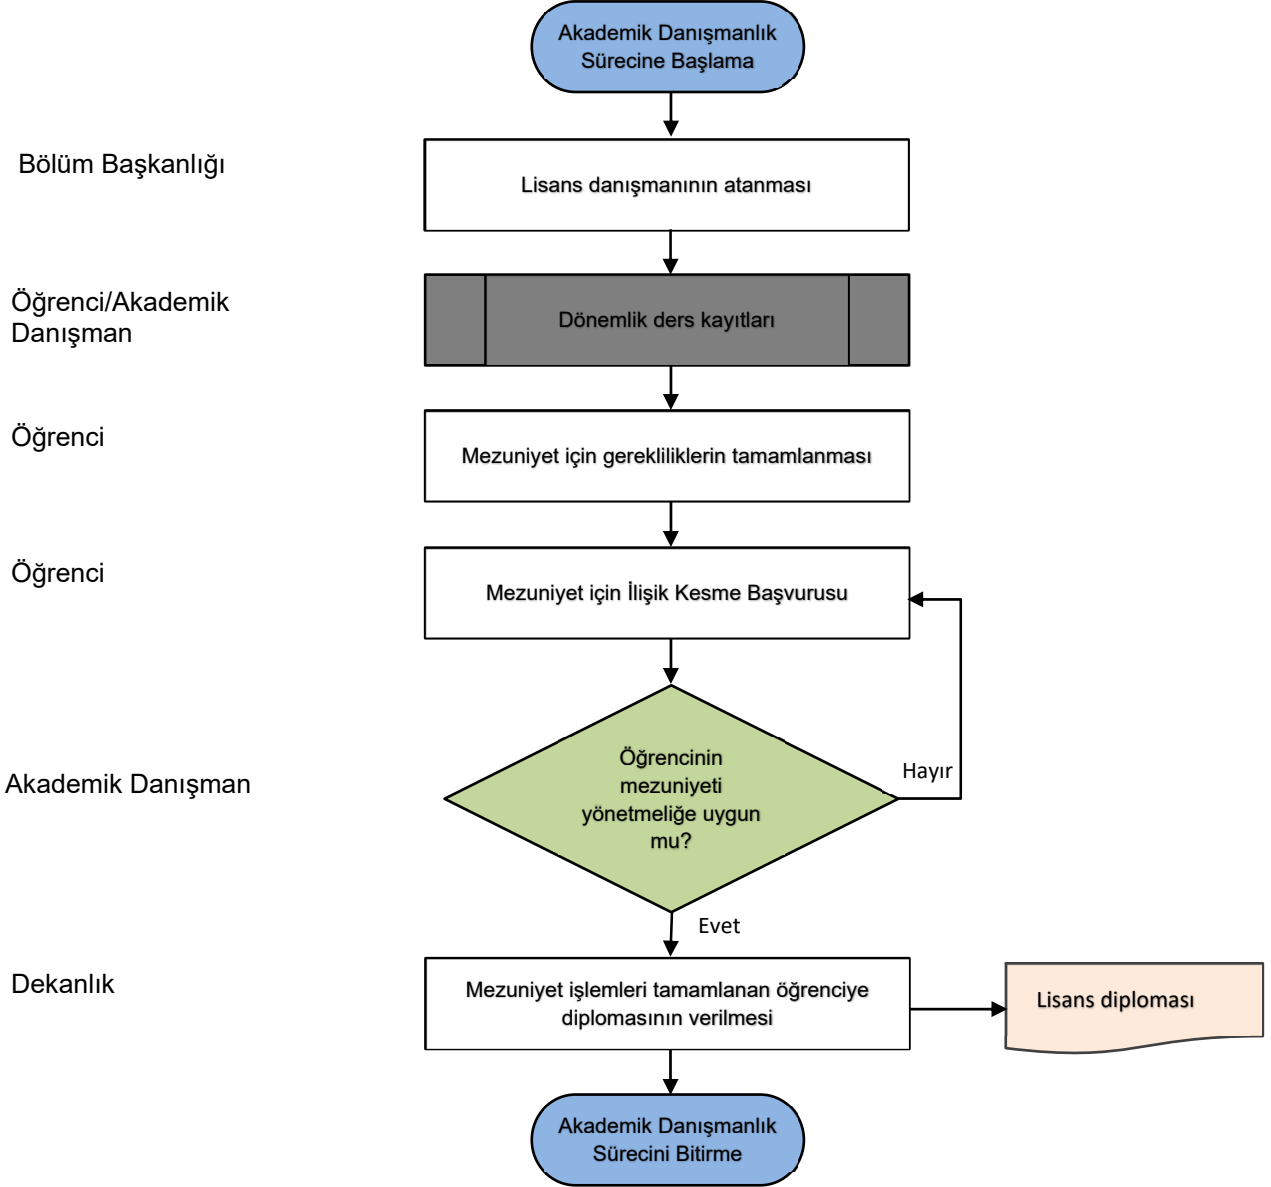 Akademik Danışmanlık
Sürecine Başlama
Bölüm Başkanlığı
Lisans danışmanının atanması
Öğrenci/Akademik
Danışman
Dönemlik ders kayıtları
Öğrenci
Mezuniyet için gerekliliklerin tamamlanması
Öğrenci
Mezuniyet için İlişik Kesme Başvurusu
Akademik Danışman
Öğrencinin
mezuniyeti
yönetmeliğe uygun
mu?
Hayır
Evet
Dekanlık
Mezuniyet işlemleri tamamlanan öğrenciye
diplomasının verilmesi
Lisans diploması
Akademik Danışmanlık
Sürecini Bitirme